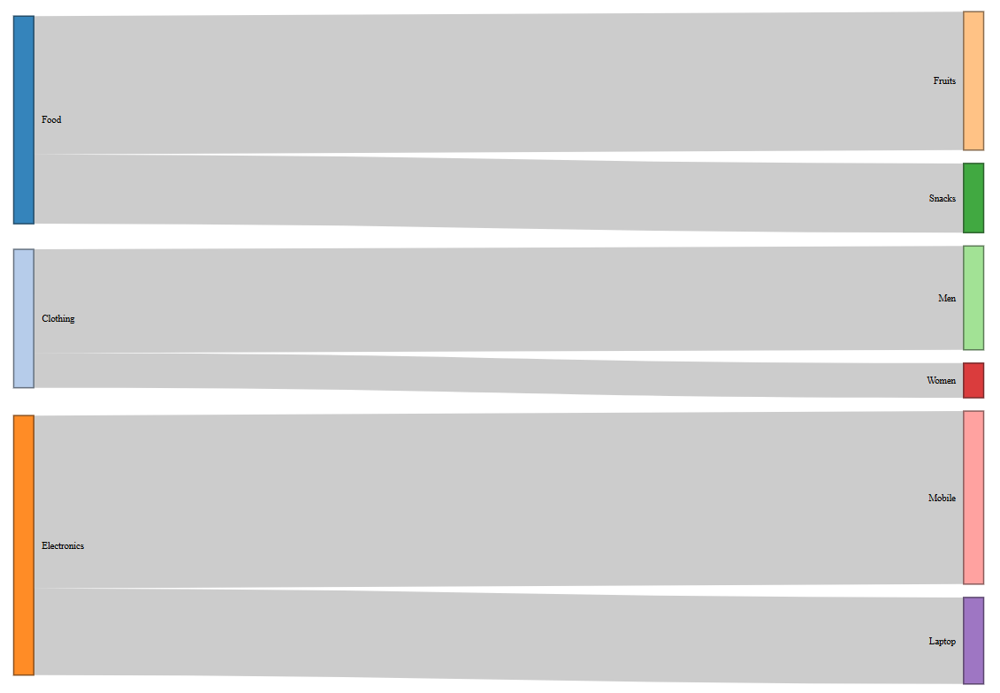 Food
Clothing
Electronics
Fruits
Snacks
Men
Women
Mobile
Laptop